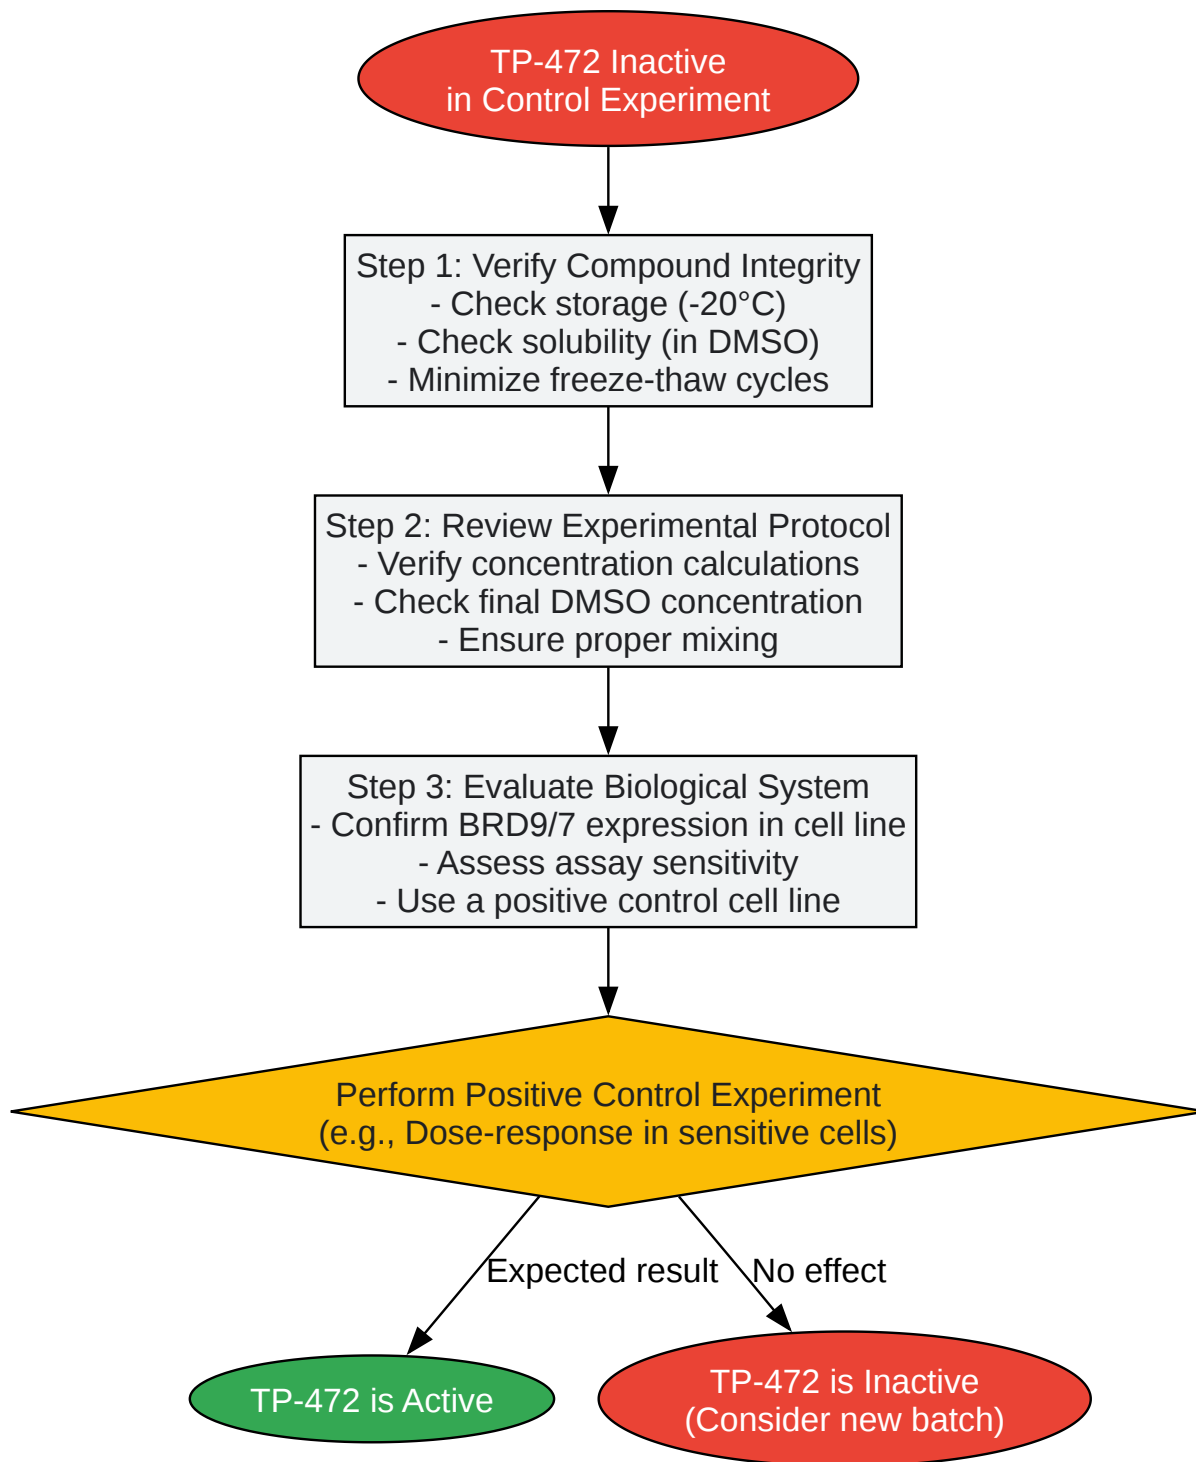 TP-472 Inactive
in Control Experiment
Step 1: Verify Compound Integrity
- Check storage (-20°C)
- Check solubility (in DMSO)
- Minimize freeze-thaw cycles
Step 2: Review Experimental Protocol
- Verify concentration calculations
- Check final DMSO concentration
- Ensure proper mixing
Step 3: Evaluate Biological System
- Confirm BRD9/7 expression in cell line
- Assess assay sensitivity
- Use a positive control cell line
Perform Positive Control Experiment
(e.g., Dose-response in sensitive cells)
Expected result
No effect
TP-472 is Active
TP-472 is Inactive
(Consider new batch)